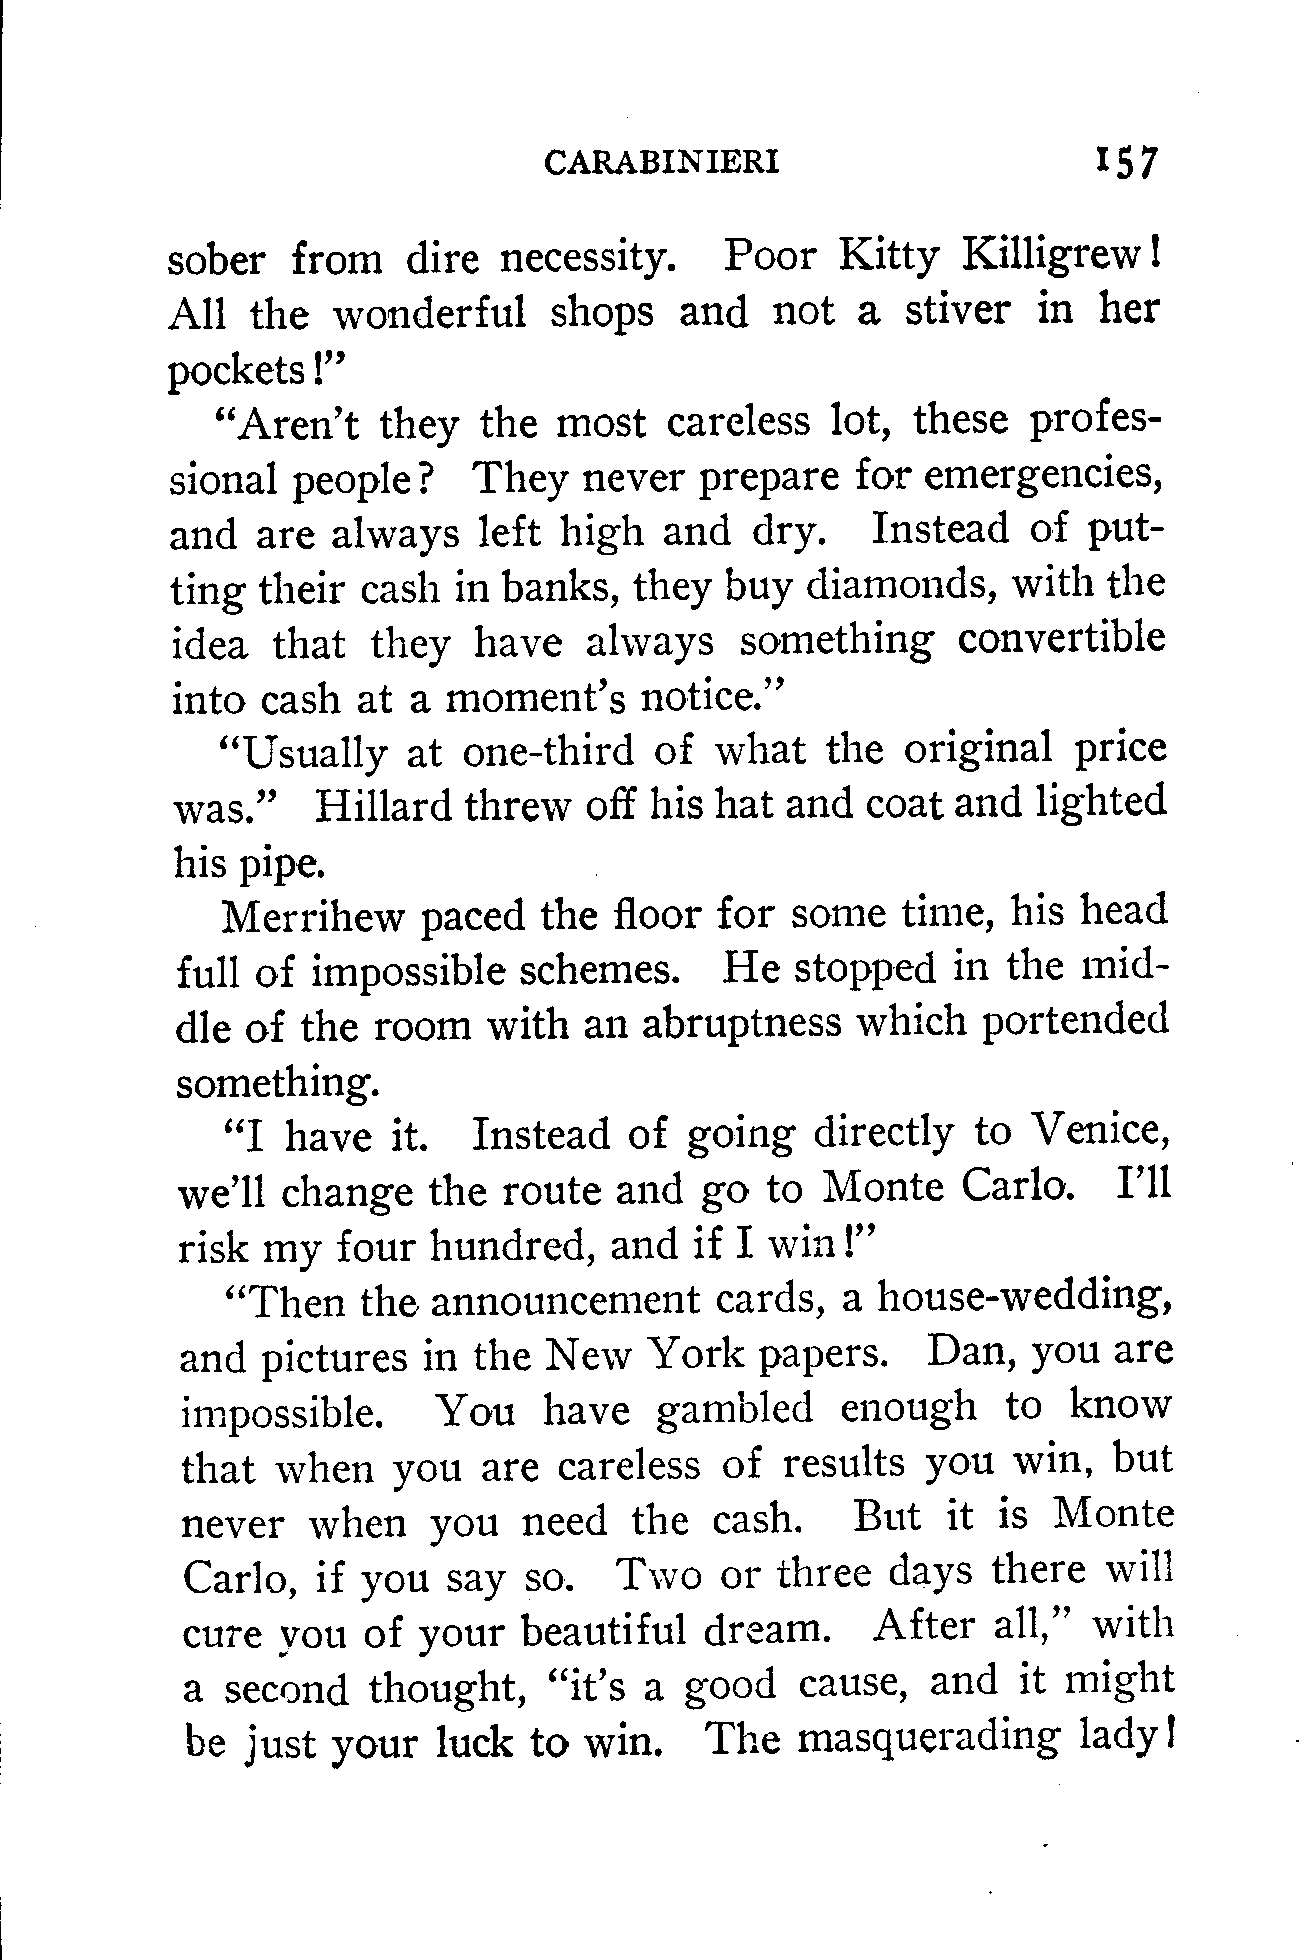 CARABINIERI 157
sober from dire necessity. Poor Kitty Killigrew!
All the wonderful shops and not a stiver in her
pockets!”
“Aren’t they the most careless lot, these profes-
sional people? They never prepare for emergencies,
and are always left high and dry. Instead of put-
ting their cash in banks, they buy diamonds, with the
idea that they have always something convertible
into cash at a moment’s notice.”
“Usually at one-third of what the original price
was.” Hillard threw off his hat and coat and lighted
his pipe.
Merrihew paced the floor for some time, his head
full of impossible schemes. He stopped in the mid-
dle of the room with an abruptness which portended
something.
“I have it. Instead of going directly to Venice,
we’ll change the route and go to Monte Carlo. I’ll
risk my four hundred, and if I win!”
“Then the announcement cards, a house-wedding,
and pictures in the New York papers. Dan, you are
impossible. You have gambled enough to know
that when you are careless of results you win, but
never when you need the cash. But it is Monte
Carlo, if you say so. Two or three days there will
cure you of your beautiful dream. After all,” with
a second thought, “it’s a good cause, and it might
be just your luck to win. The masquerading lady!